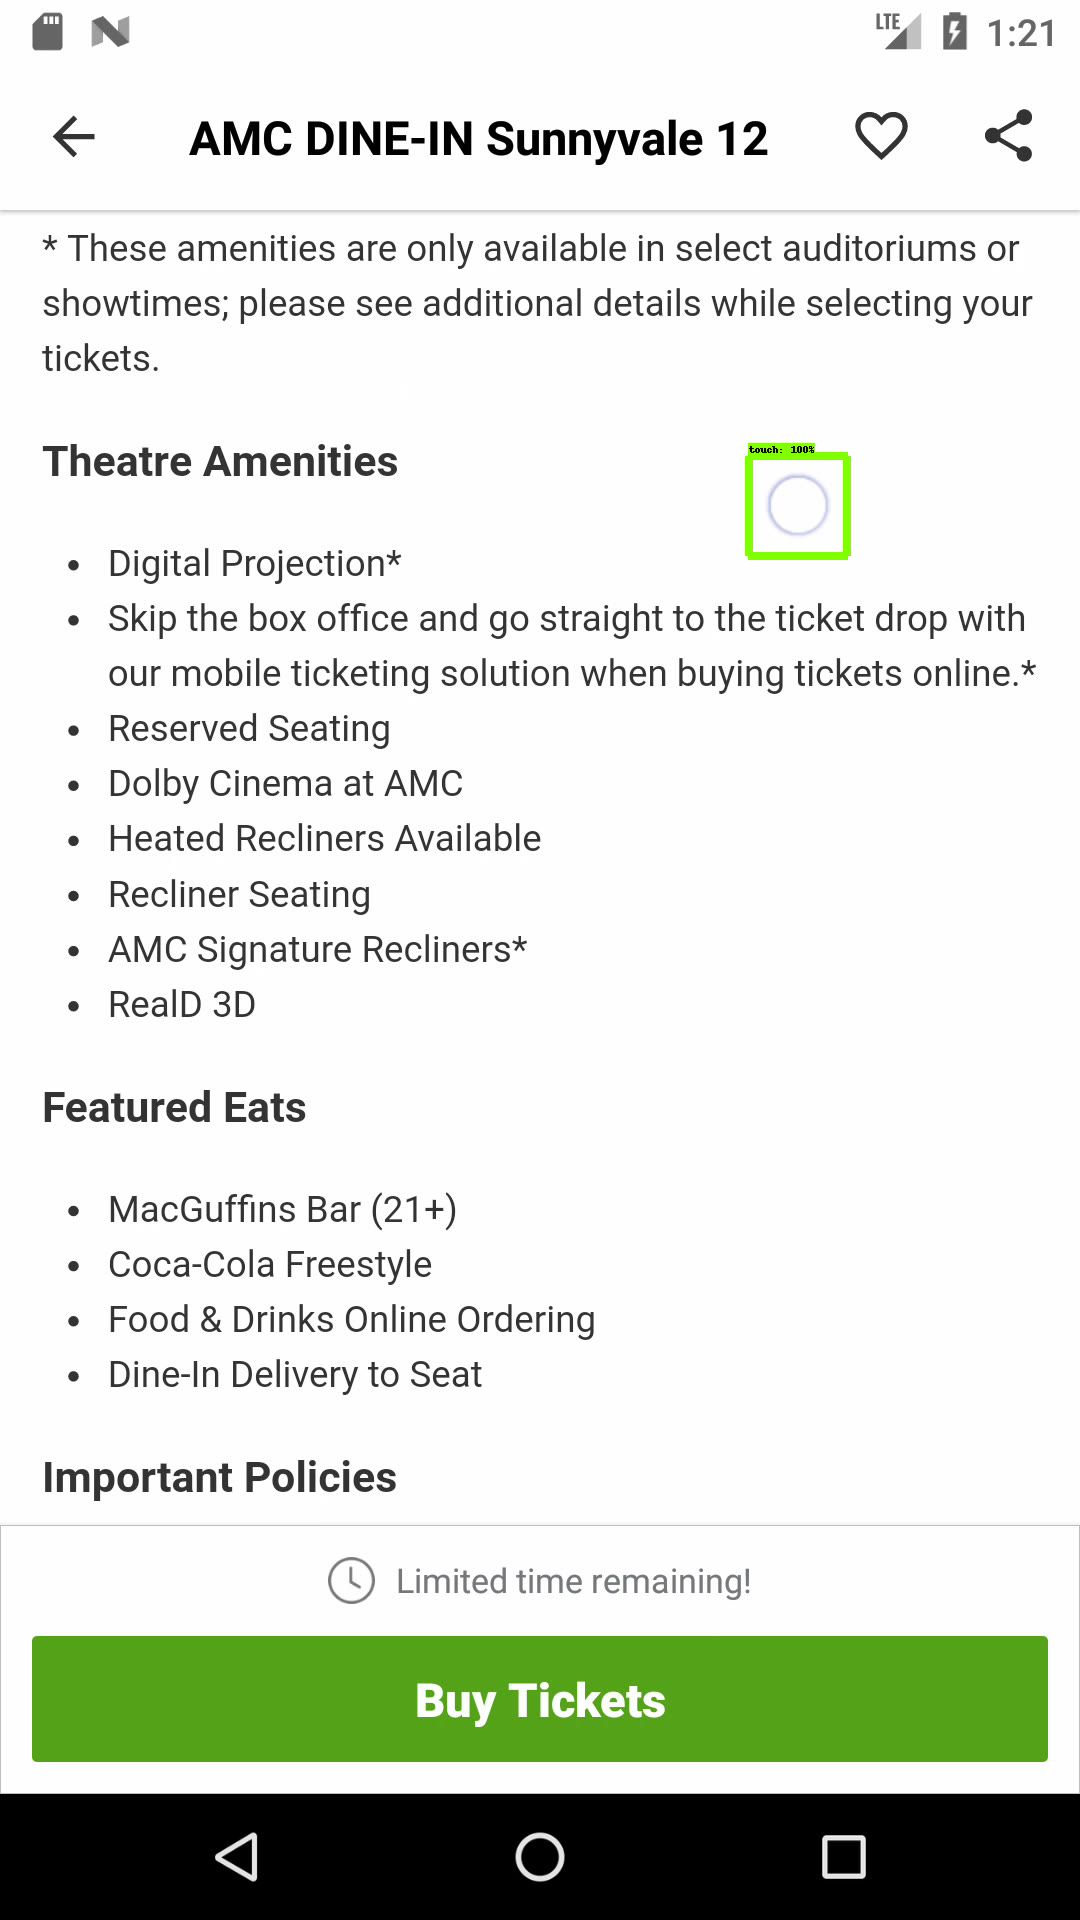 LTE 1:21
AMC DINE-IN Sunnyvale 12
* These amenities are only available in select auditoriums or
showtimes; please see additional details while selecting your
tickets.
Theatre Amenities
touch: 100%
• Digital Projection*
• Skip the box office and go straight to the ticket drop with
our mobile ticketing solution when buying tickets online.*
• Reserved Seating
• Dolby Cinema at AMC
• Heated Recliners Available
• Recliner Seating
• AMC Signature Recliners*
• RealD 3D
Featured Eats
• MacGuffins Bar (21+)
• Coca-Cola Freestyle
• Food & Drinks Online Ordering
• Dine-In Delivery to Seat
Important Policies
Limited time remaining!
Buy Tickets